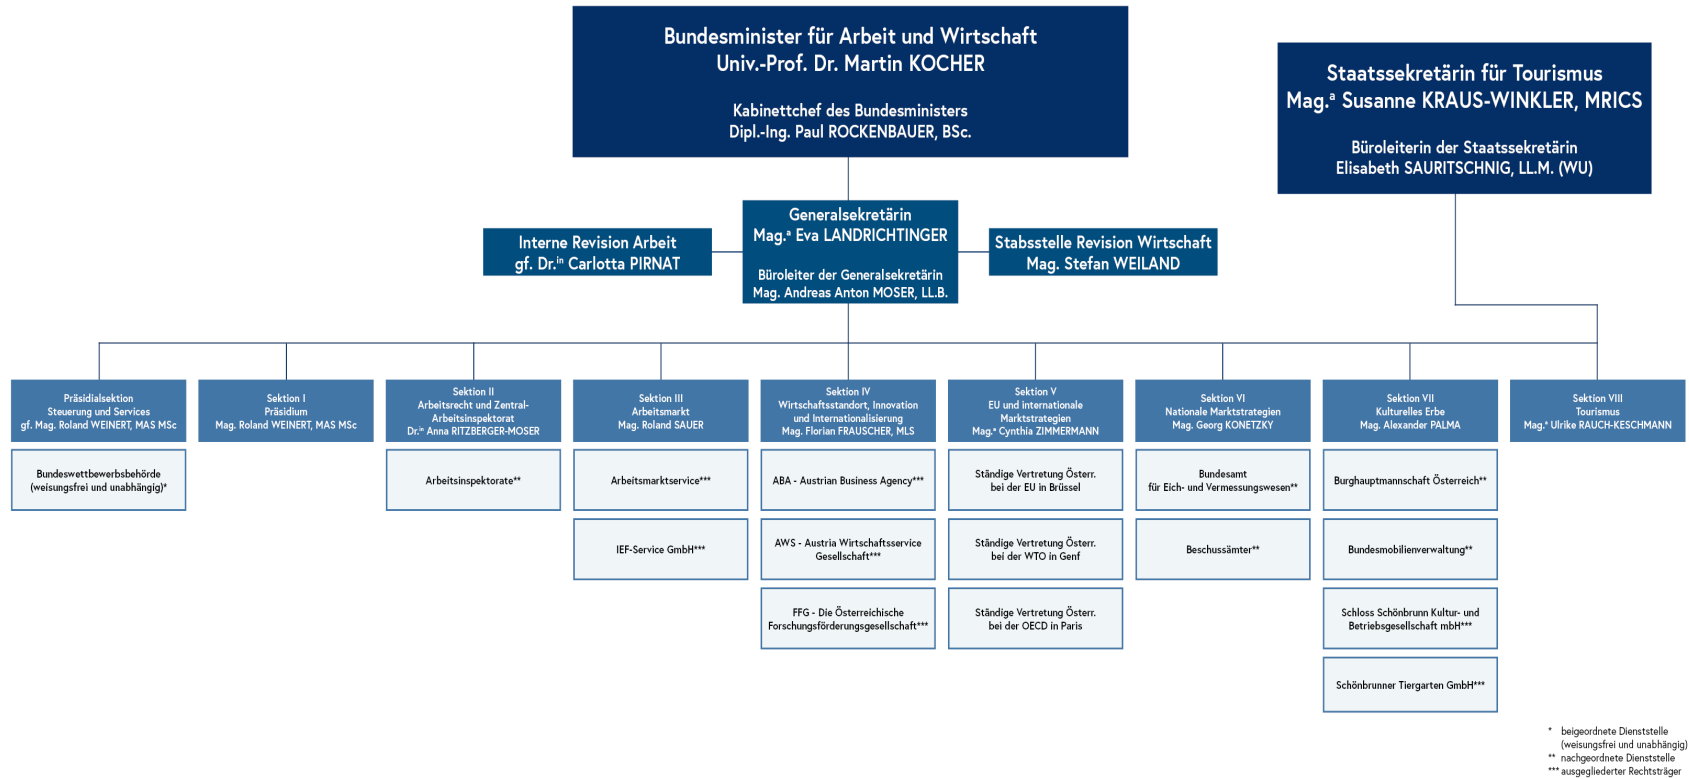 Bundesminister für Arbeit und Wirtschaft
Univ.-Prof. Dr. Martin KOCHER
Kabinettchef des Bundesministers
Dipl.-Ing. Paul ROCKENBAUER, BSc.
Staatssekretärin für Tourismus
Mag.ª Susanne KRAUS-WINKLER, MRICS
Büroleiterin der Staatssekretärin
Elisabeth SAURITSCHNIG, LL.M. (WU)
Generalsekretärin
Mag.ª Eva LANDRICHTINGER
Büroleiter der Generalsekretärin
Mag. Andreas Anton MOSER, LL.B.
Interne Revision Arbeit
gf. Dr.ⁱⁿ Carlotta PIRNAT
Stabsstelle Revision Wirtschaft
Mag. Stefan WEILAND
Präsidialsektion
Steuerung und Services
gf. Mag. Roland WEINERT, MAS MSc
Bundeswettbewerbsbehörde
(weisungsfrei und unabhängig)*
Sektion I
Präsidium
Mag. Roland WEINERT, MAS MSc
Sektion II
Arbeitsrecht und Zentral-
Arbeitsinspektorat
Dr.ⁱⁿ Anna RITZBERGER-MOSER
Arbeitsinspektorate**
Sektion III
Arbeitsmarkt
Mag. Roland SAUER
Arbeitsmarktservice***
IEF-Service GmbH***
Sektion IV
Wirtschaftsstandort, Innovation
und Internationalisierung
Mag. Florian FRAUSCHER, MLS
ABA - Austrian Business Agency***
AWS - Austria Wirtschaftsservice
Gesellschaft***
FFG - Die Österreichische
Forschungsförderungsgesellschaft***
Sektion V
EU und internationale
Marktstrategien
Mag.ª Cynthia ZIMMERMANN
Ständige Vertretung Österr.
bei der EU in Brüssel
Ständige Vertretung Österr.
bei der WTO in Genf
Ständige Vertretung Österr.
bei der OECD in Paris
Sektion VI
Nationale Marktstrategien
Mag. Georg KONETZKY
Bundesamt
für Eich- und Vermessungswesen**
Beschussämter**
Sektion VII
Kulturelles Erbe
Mag. Alexander PALMA
Burghauptmannschaft Österreich**
Bundesmobilienverwaltung**
Schloss Schönbrunn Kultur- und
Betriebsgesellschaft mbH***
Schönbrunner Tiergarten GmbH***
Sektion VIII
Tourismus
Mag.ª Ulrike RAUCH-KESCHMANN
* beigeordnete Dienststelle
(weisungsfrei und unabhängig)
** nachgeordnete Dienststelle
*** ausgegliederter Rechtsträger